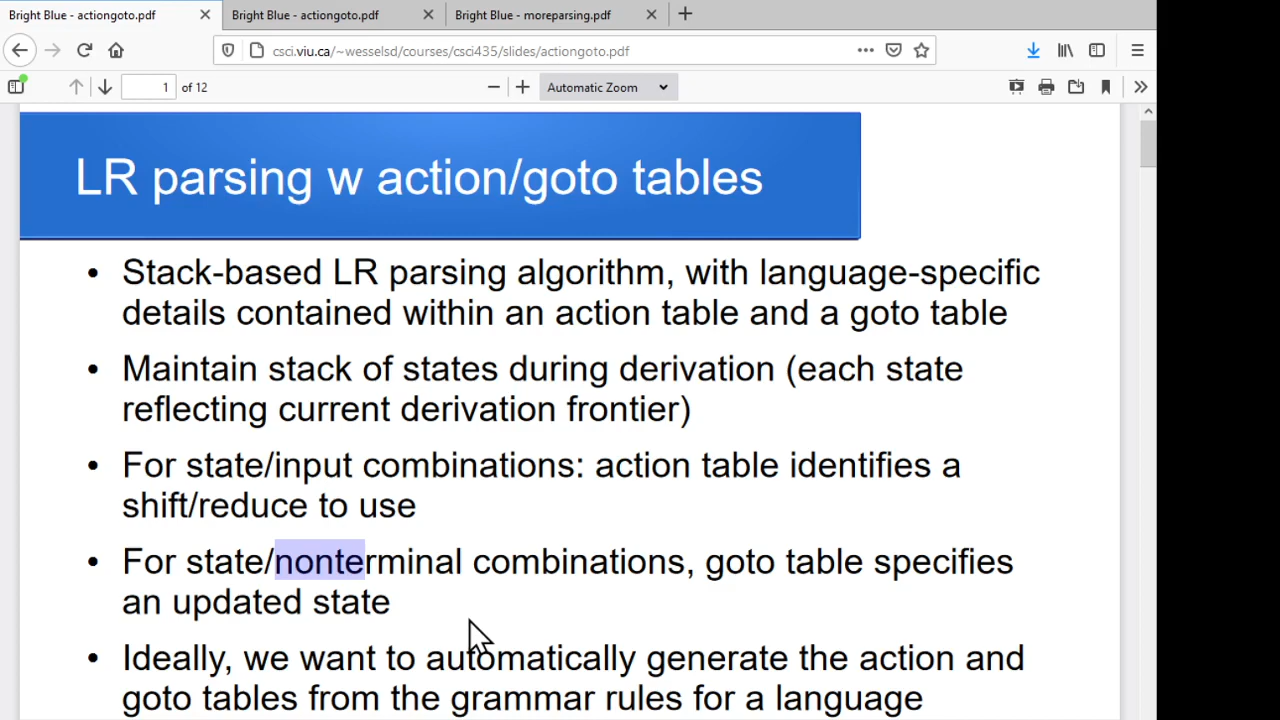 Bright Blue - actiongoto.pdf
Bright Blue - actiongoto.pdf
Bright Blue - moreparsing.pdf
csci.viu.ca/~wesselsd/courses/csci435/slides/actiongoto.pdf
1 of 12
Automatic Zoom
LR parsing w action/goto tables
• Stack-based LR parsing algorithm, with language-specific
details contained within an action table and a goto table
• Maintain stack of states during derivation (each state
reflecting current derivation frontier)
• For state/input combinations: action table identifies a
shift/reduce to use
• For state/nonterminal combinations, goto table specifies
an updated state
• Ideally, we want to automatically generate the action and
goto tables from the grammar rules for a language